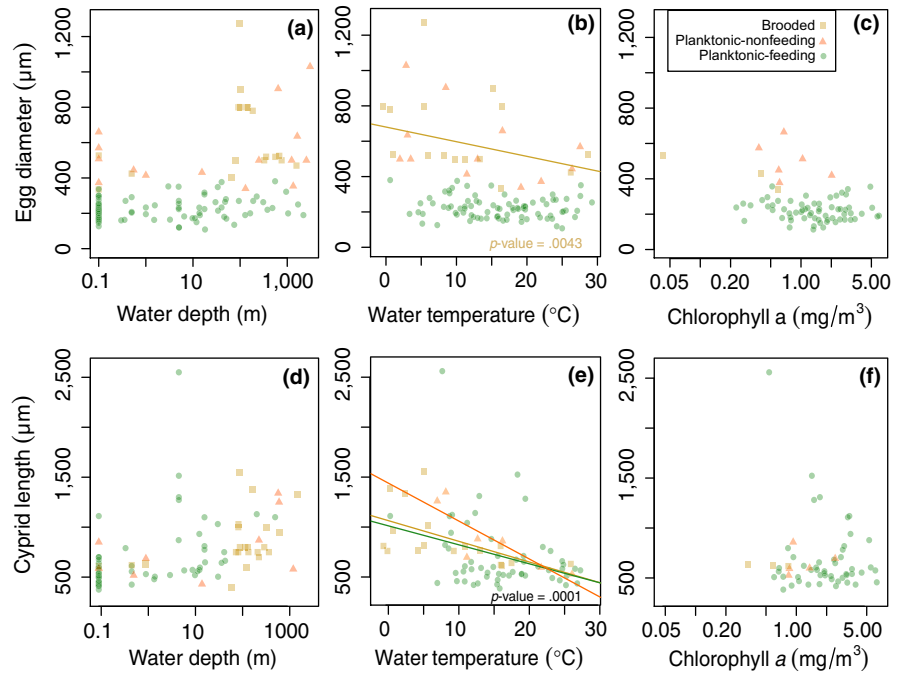 (a)
(b)
(c)
Brooded
Planktonic-nonfeeding
Planktonic-feeding
Egg diameter (µm)
0 400 800 1,200
0 400 800 1,200
0 400 800 1,200
p-value = .0043
0.1 10 1,000
0 10 20 30
0.05 0.20 1.00 5.00
Water depth (m)
Water temperature (°C)
Chlorophyll a (mg/m³)
(d)
(e)
(f)
Cyprid length (µm)
500 1,500 2,500
500 1,500 2,500
500 1,500 2,500
p-value = .0001
0.1 10 1000
0 10 20 30
0.05 0.20 1.00 5.00
Water depth (m)
Water temperature (°C)
Chlorophyll a (mg/m³)